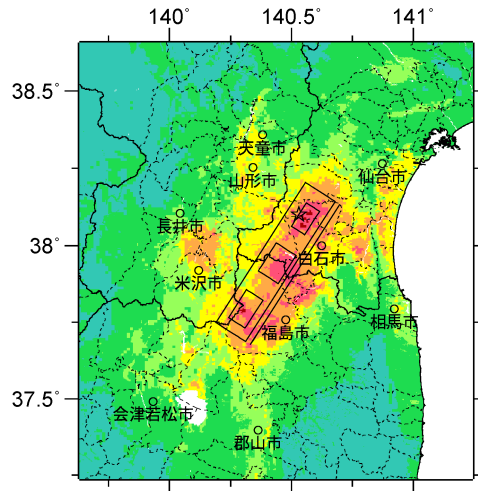 140° 140.5° 141°
38.5°
天童市
山形市
仙台市
長井市
38°
白石市
米沢市
福島市
相馬市
37.5°
会津若松市
郡山市